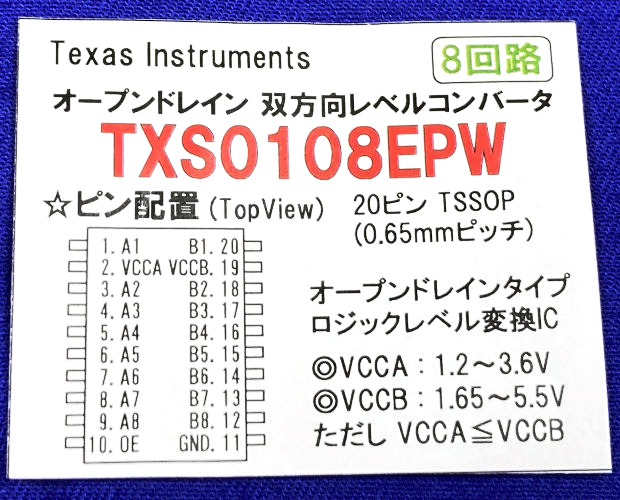 Texas Instruments 8回路
オープンドレイン 双方向レベルコンバータ
TXS0108EPW
☆ピン配置 (TopView) 20ピン TSSOP
(0.65mmピッチ)
1. A1 B1. 20
2. VCCA VCCB. 19
3. A2 B2. 18
4. A3 B3. 17
5. A4 B4. 16
6. A5 B5. 15
7. A6 B6. 14
8. A7 B7. 13
9. A8 B8. 12
10. OE GND. 11
オープンドレインタイプ
ロジックレベル変換IC
◎VCCA : 1.2～3.6V
◎VCCB : 1.65～5.5V
ただし VCCA≦VCCB